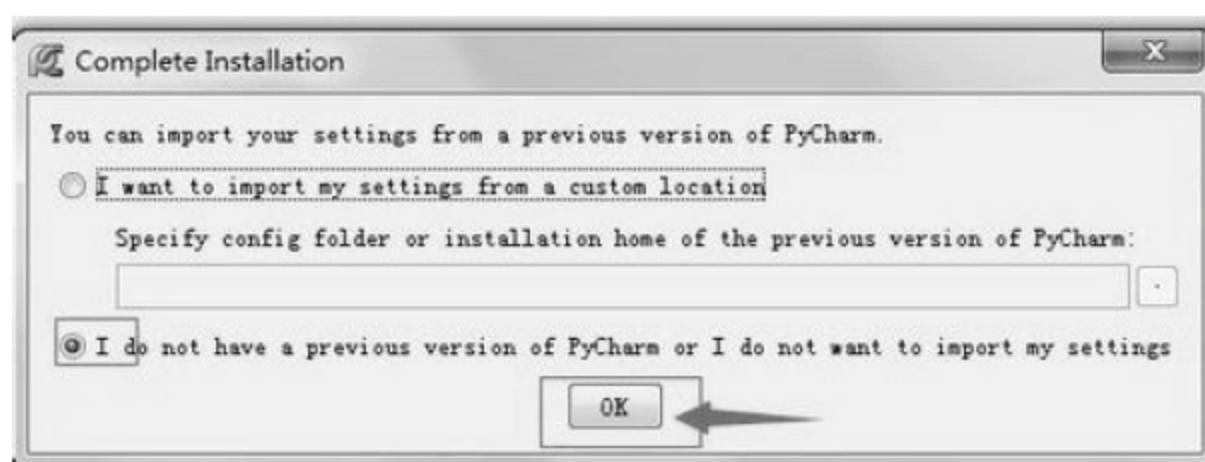 Complete Installation
You can import your settings from a previous version of PyCharm.
I want to import my settings from a custom location
Specify config folder or installation home of the previous version of PyCharm:
I do not have a previous version of PyCharm or I do not want to import my settings
OK